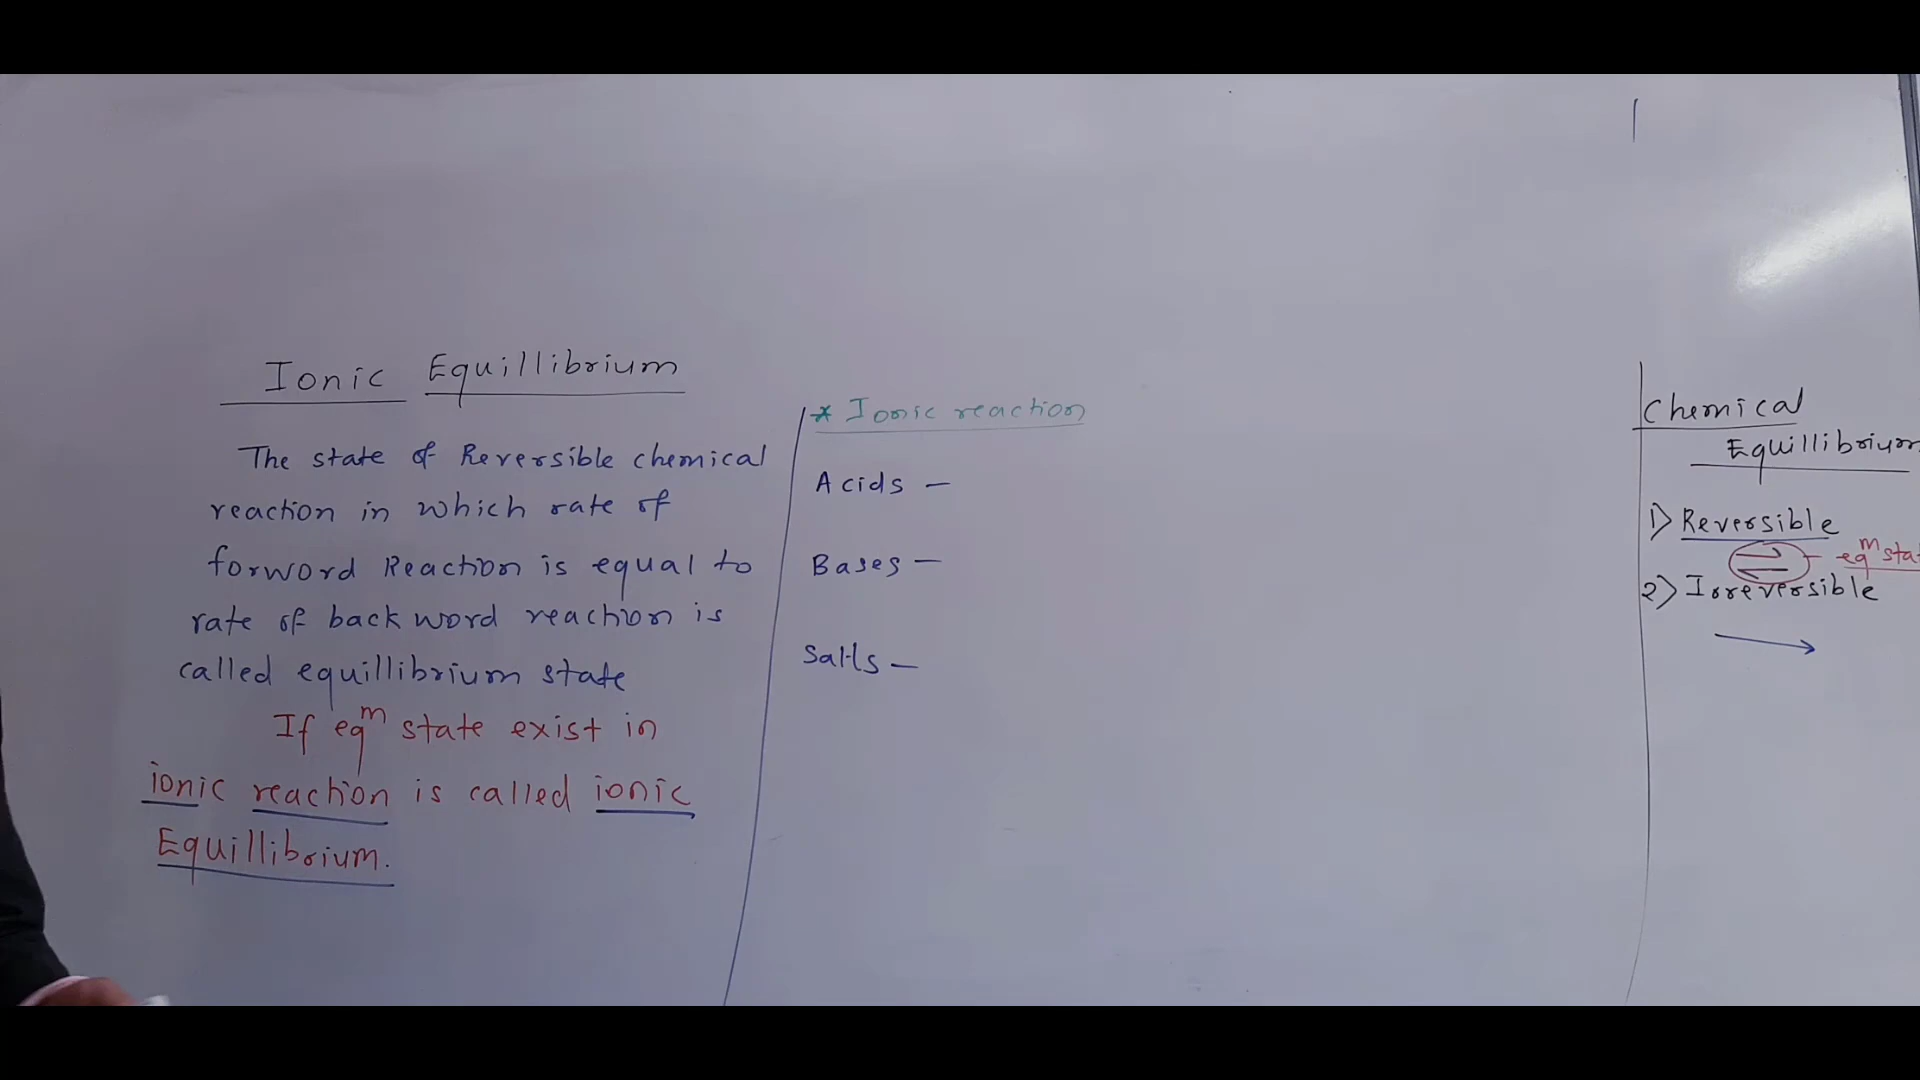 Ionic Equillibrium
The state of Reversible chemical
reaction in which rate of
forword Reaction is equal to
rate of backword reaction is
called equillibrium state
If eqm state exist in
ionic reaction is called ionic
Equillibrium.
* Ionic reaction
Acids -
Bases -
Salts -
Chemical
Equillibrium
1) Reversible
⇌ - eqm sta
2) Irreversible
→